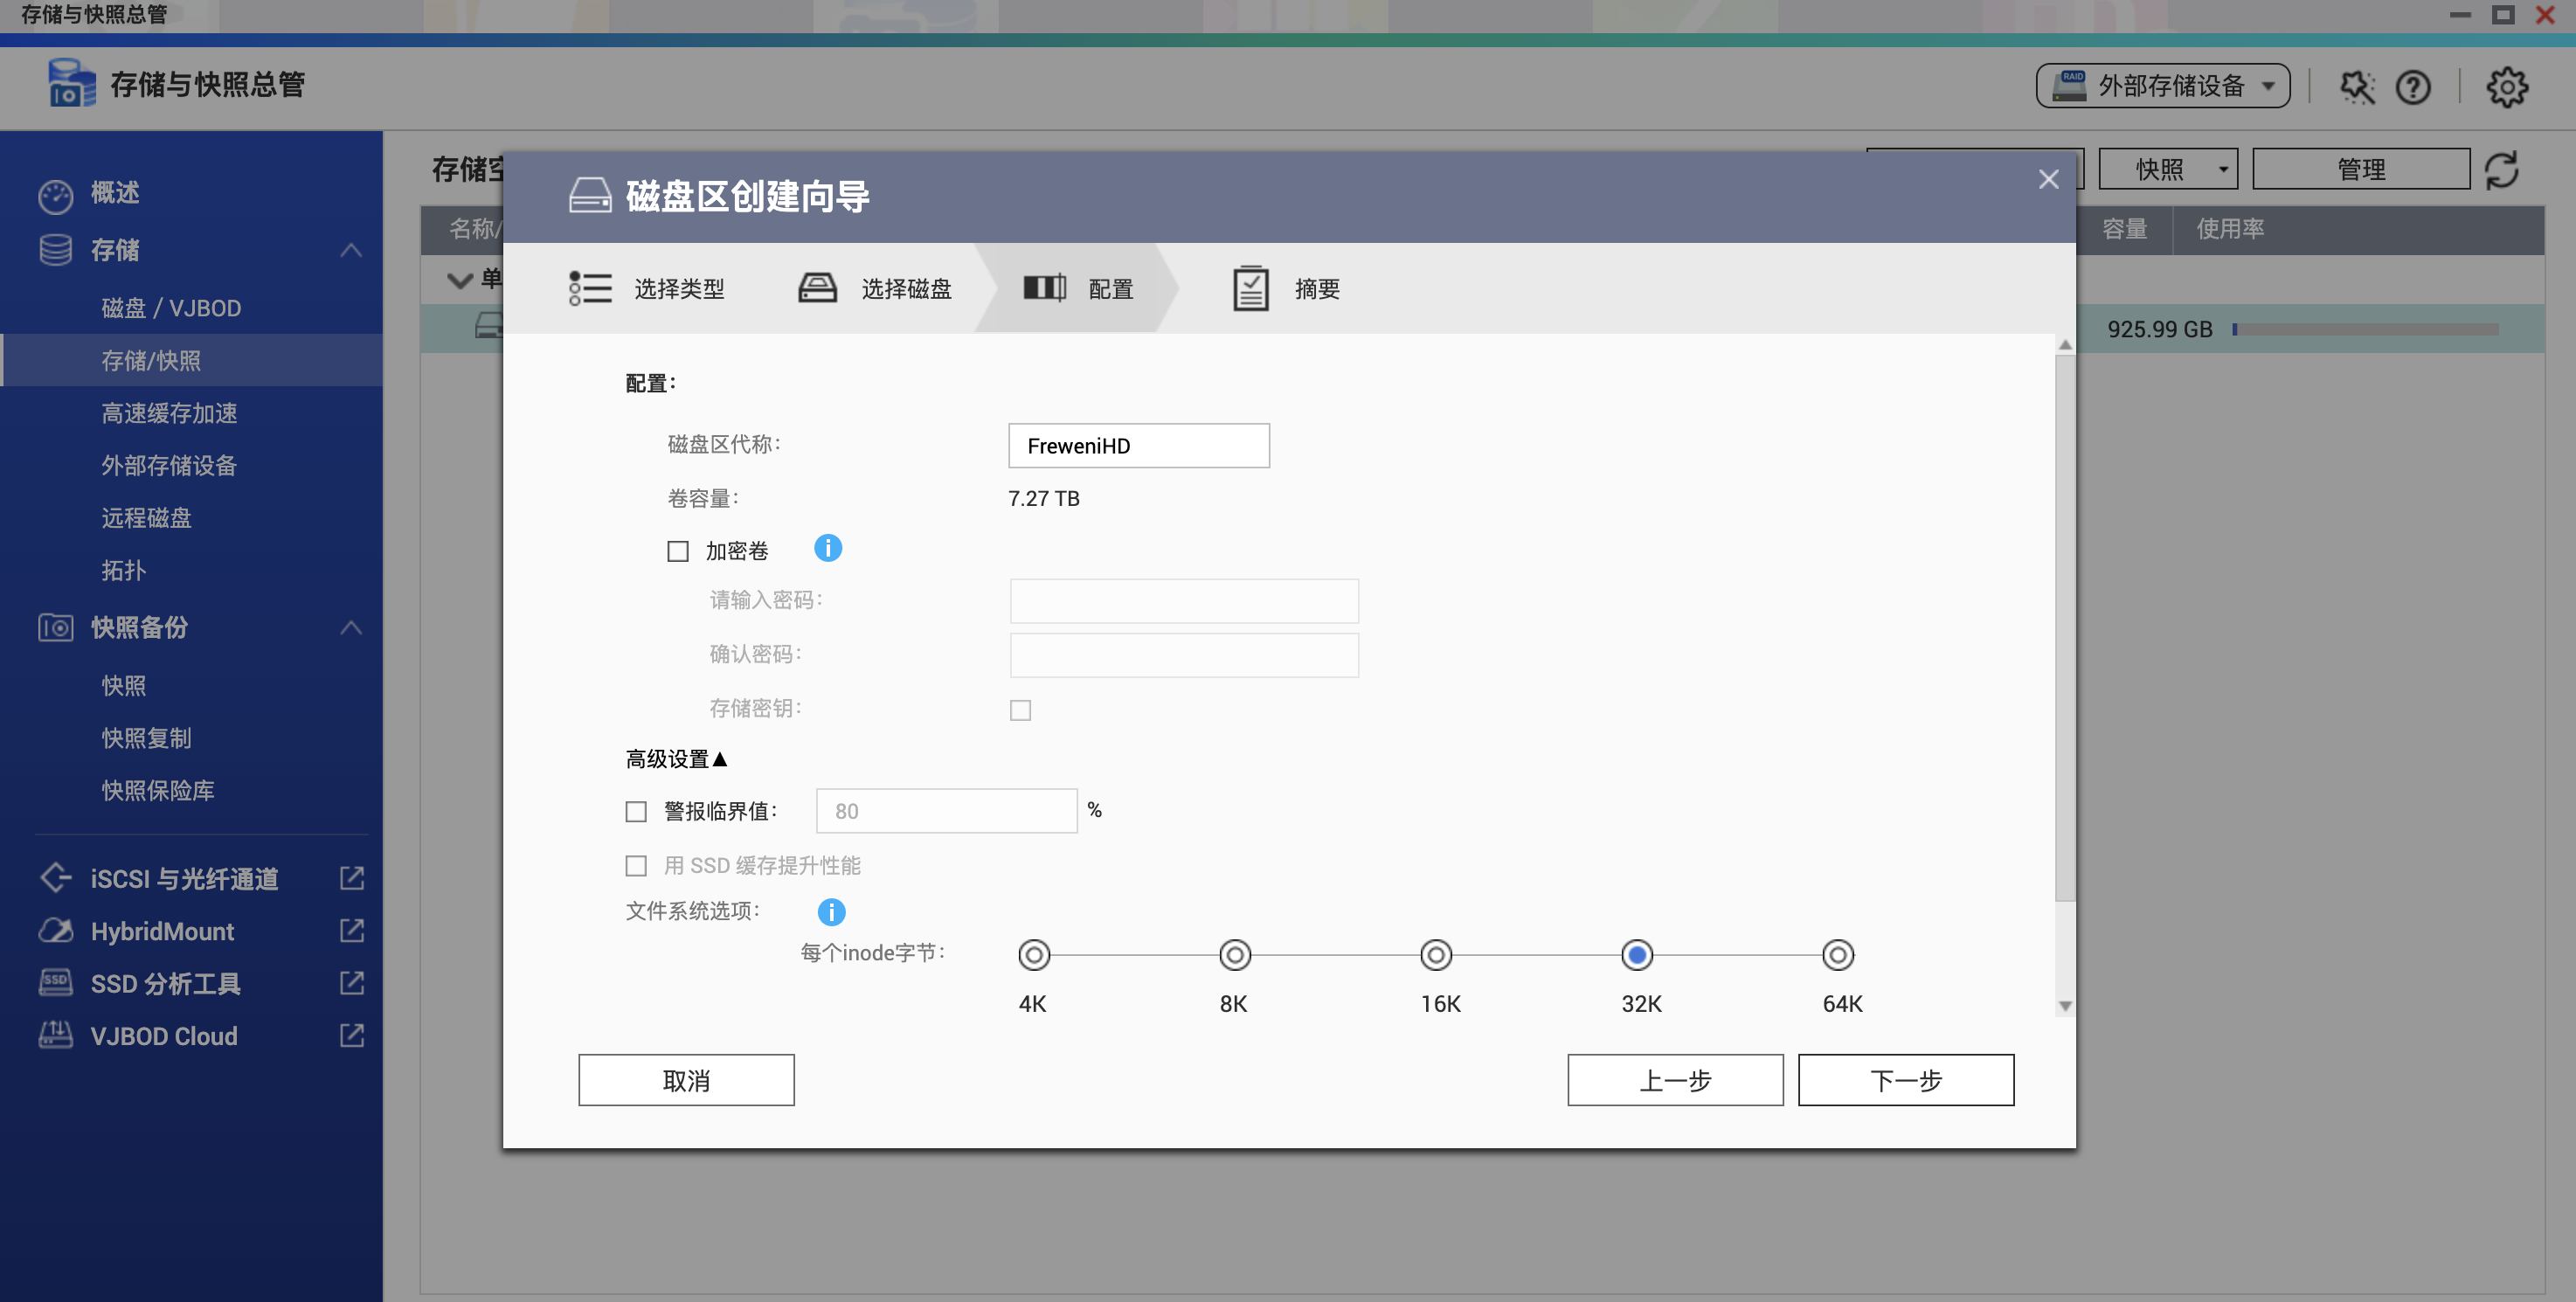 存储与快照总管
存储与快照总管
RAID 外部存储设备
概述
存储
磁盘 / VJBOD
存储/快照
高速缓存加速
外部存储设备
远程磁盘
拓扑
快照备份
快照
快照复制
快照保险库
iSCSI 与光纤通道
HybridMount
SSD SSD 分析工具
VJBOD Cloud
快照
管理
名称/
容量
使用率
单
925.99 GB
磁盘区创建向导
选择类型
选择磁盘
配置
摘要
配置：
磁盘区代称：
FreweniHD
卷容量：
7.27 TB
加密卷
请输入密码：
确认密码：
存储密钥：
高级设置▲
警报临界值：
80
%
用 SSD 缓存提升性能
文件系统选项：
每个inode字节：
4K
8K
16K
32K
64K
取消
上一步
下一步